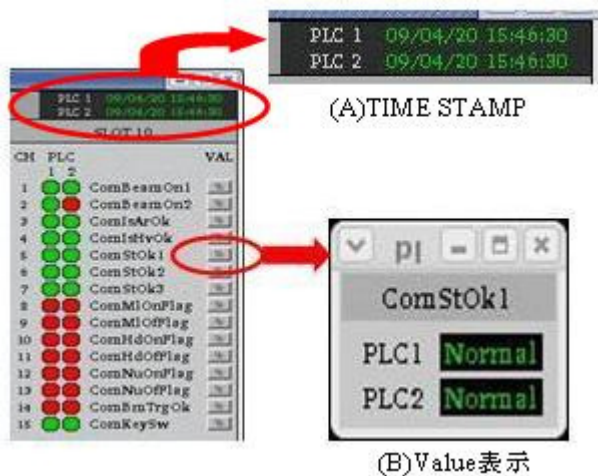 PLC 1 09/04/20 15:46:30
PLC 2 09/04/20 15:46:30
(A)TIME STAMP
PLC 1 09/04/20 15:46:30
PLC 2 09/04/20 15:46:30
SLOT 10
CH PLC VAL
1 2
1 ComBeamOn1
2 ComBeamOn2
3 ComIsArOk
4 ComIsHvOk
5 ComStOk1
6 ComStOk2
7 ComStOk3
8 ComMlOnFlag
9 ComMlOfFlag
10 ComHdOnFlag
11 ComHdOfFlag
12 ComNuOnFlag
13 ComNuOfFlag
14 ComBmTrgOk
15 ComKeySw
pl
ComStOk1
PLC1 Normal
PLC2 Normal
(B)Value表示